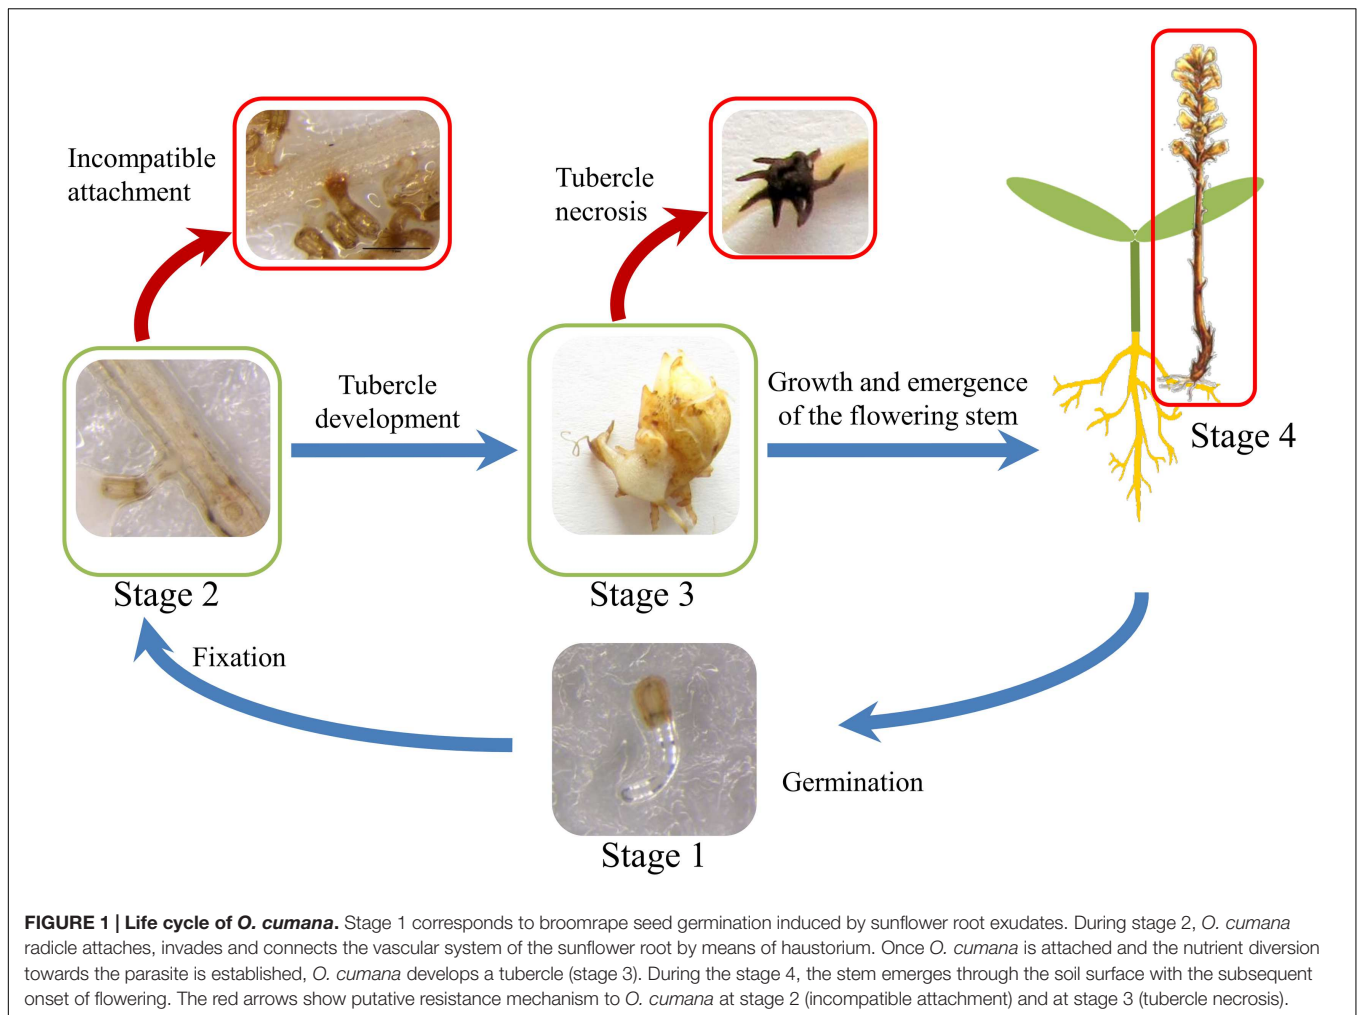 Incompatible
attachment
Tubercle
necrosis
Tubercle
development
Growth and emergence
of the flowering stem
Stage 4
Stage 2
Stage 3
Fixation
Germination
Stage 1
FIGURE 1 | Life cycle of O. cumana. Stage 1 corresponds to broomrape seed germination induced by sunflower root exudates. During stage 2, O. cumana
radicle attaches, invades and connects the vascular system of the sunflower root by means of haustorium. Once O. cumana is attached and the nutrient diversion
towards the parasite is established, O. cumana develops a tubercle (stage 3). During the stage 4, the stem emerges through the soil surface with the subsequent
onset of flowering. The red arrows show putative resistance mechanism to O. cumana at stage 2 (incompatible attachment) and at stage 3 (tubercle necrosis).